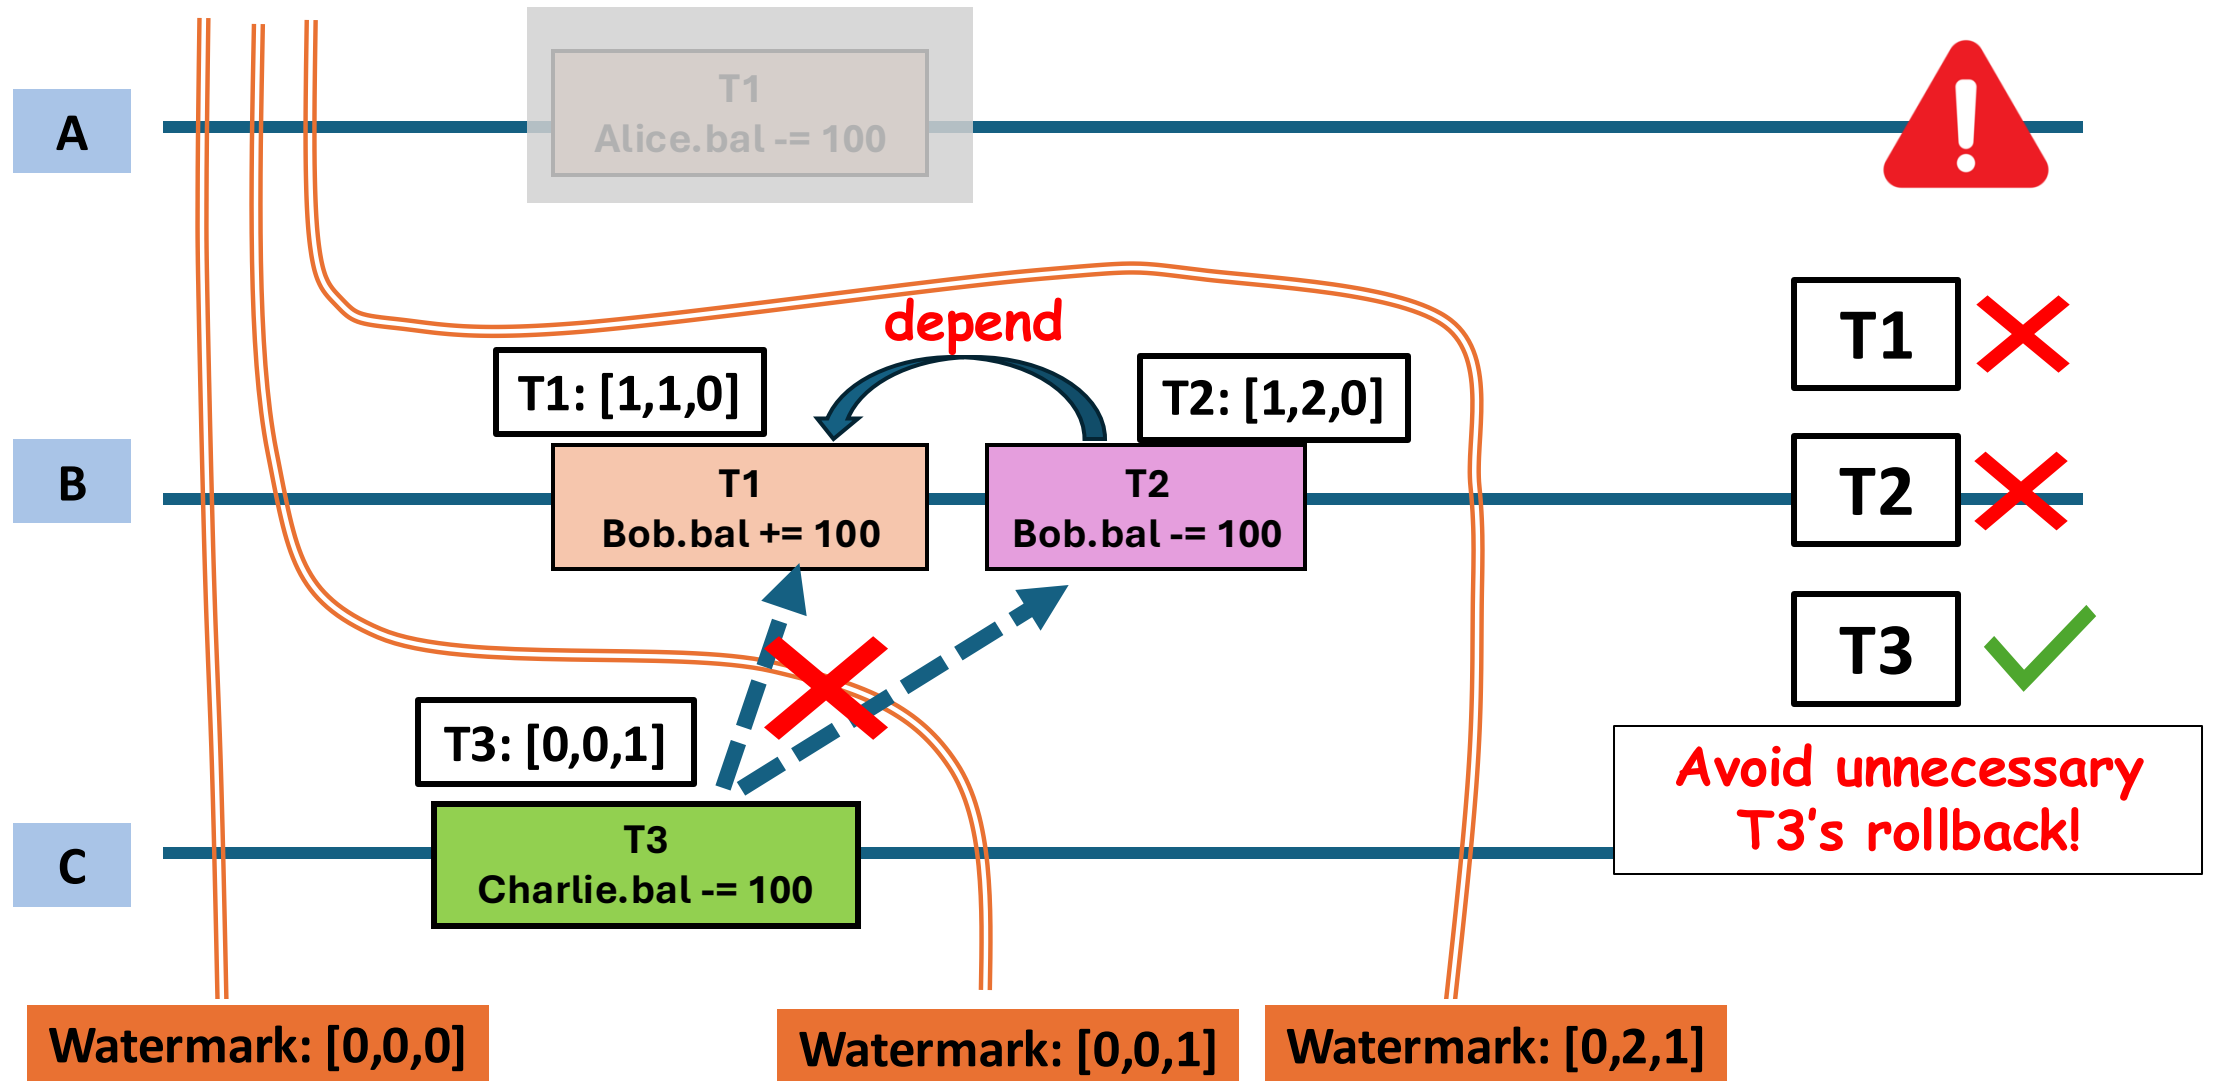 A
T1
Alice.bal -= 100
depend
T1: [1,1,0]
T2: [1,2,0]
T1
B
T1
Bob.bal += 100
T2
Bob.bal -= 100
T2
T3
T3: [0,0,1]
Avoid unnecessary
T3's rollback!
C
T3
Charlie.bal -= 100
Watermark: [0,0,0]
Watermark: [0,0,1]
Watermark: [0,2,1]